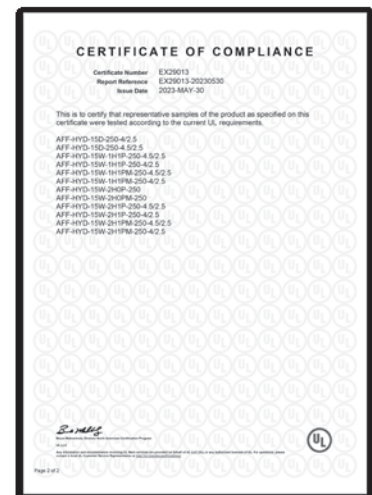 CERTIFICATE OF COMPLIANCE
Certificate Number EX29013
Report Reference EX29013-20230530
Issue Date 2023-MAY-30
This is to certify that representative samples of the product as specified on this
certificate were tested according to the current UL requirements.
AFF-HYD-15D-250-4/2.5
AFF-HYD-15D-250-4.5/2.5
AFF-HYD-15W-1H1P-250-4.5/2.5
AFF-HYD-15W-1H1P-250-4/2.5
AFF-HYD-15W-1H1PM-250-4.5/2.5
AFF-HYD-15W-1H1PM-250-4/2.5
AFF-HYD-15W-2H0P-250
AFF-HYD-15W-2H0PM-250
AFF-HYD-15W-2H1P-250-4.5/2.5
AFF-HYD-15W-2H1P-250-4/2.5
AFF-HYD-15W-2H1PM-250-4.5/2.5
AFF-HYD-15W-2H1PM-250-4/2.5
UL
Page 2 of 2